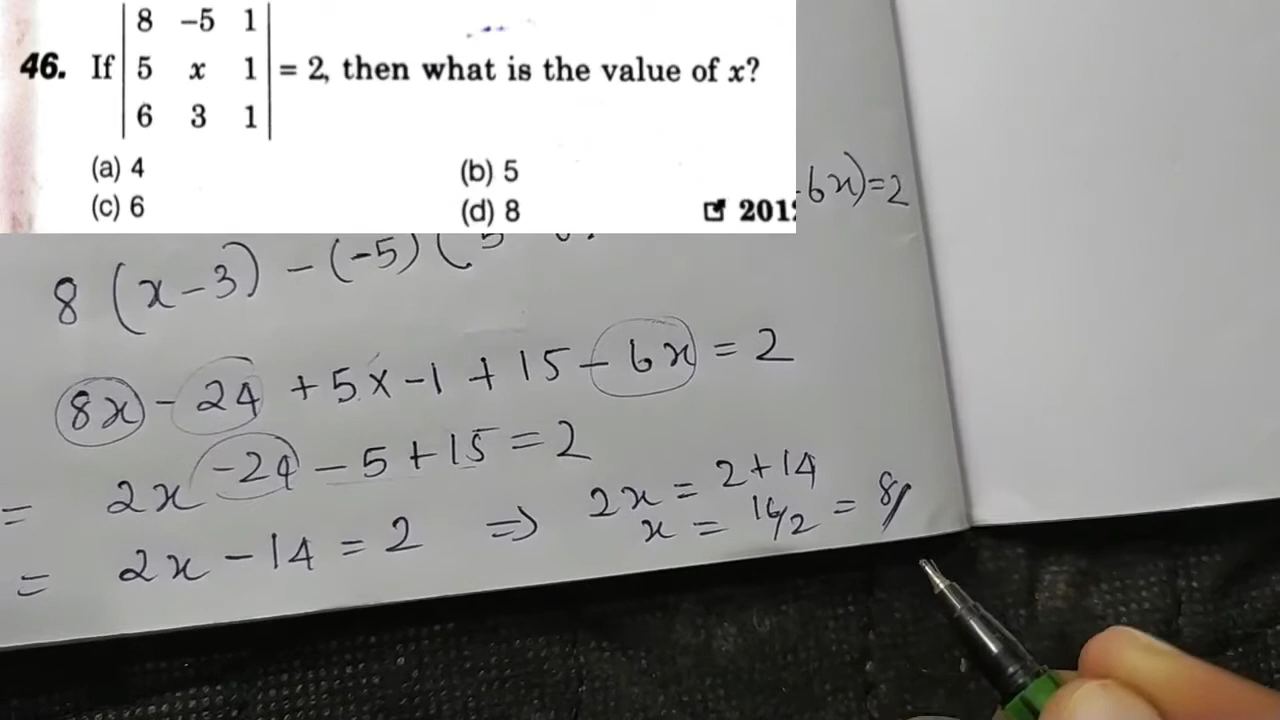 46. If | 8 -5 1 |
| 5 x 1 | = 2, then what is the value of x?
| 6 3 1 |
(a) 4 (b) 5
(c) 6 (d) 8 201
-6x)=2
8 (x-3) - (-5) (5
8x - 24 + 5x-1 + 15 - 6x = 2
= 2x -24 - 5 + 15 = 2
= 2x - 14 = 2 => 2x = 2+14
x = 16/2 = 8//